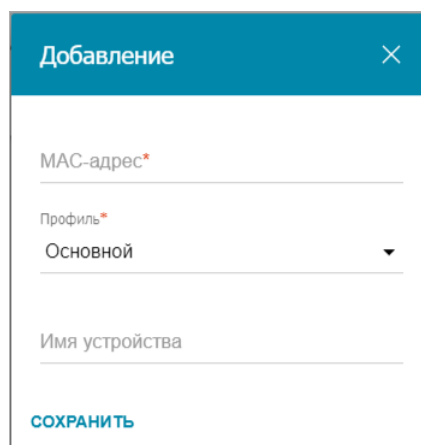 Добавление
MAC-адрес*
Профиль*
Основной
Имя устройства
СОХРАНИТЬ